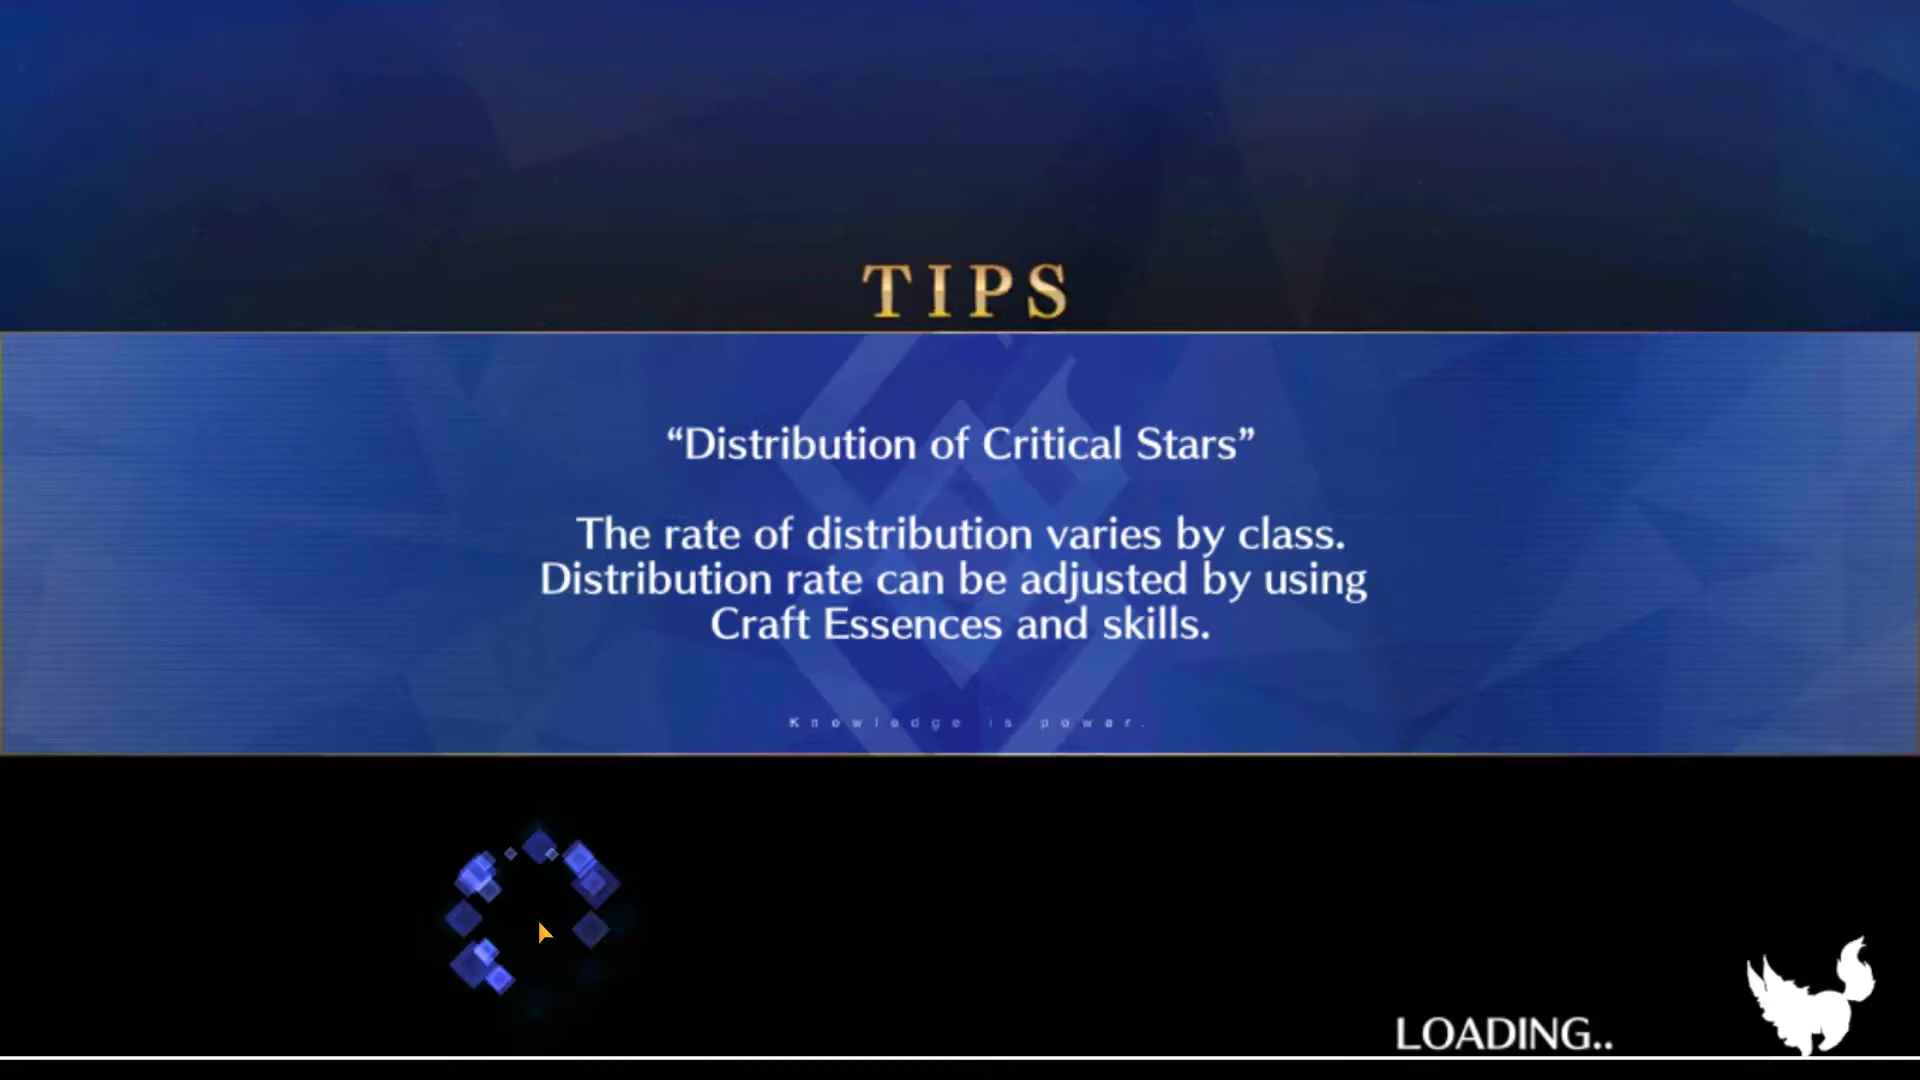 TIPS
“Distribution of Critical Stars”
The rate of distribution varies by class.
Distribution rate can be adjusted by using
Craft Essences and skills.
Knowledge is power.
LOADING..